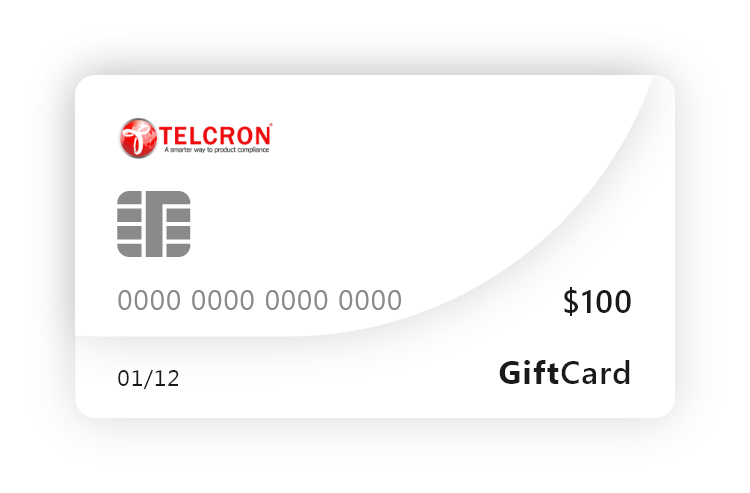 TELCRON®
A smarter way to product compliance
0000 0000 0000 0000
$100
01/12
GiftCard